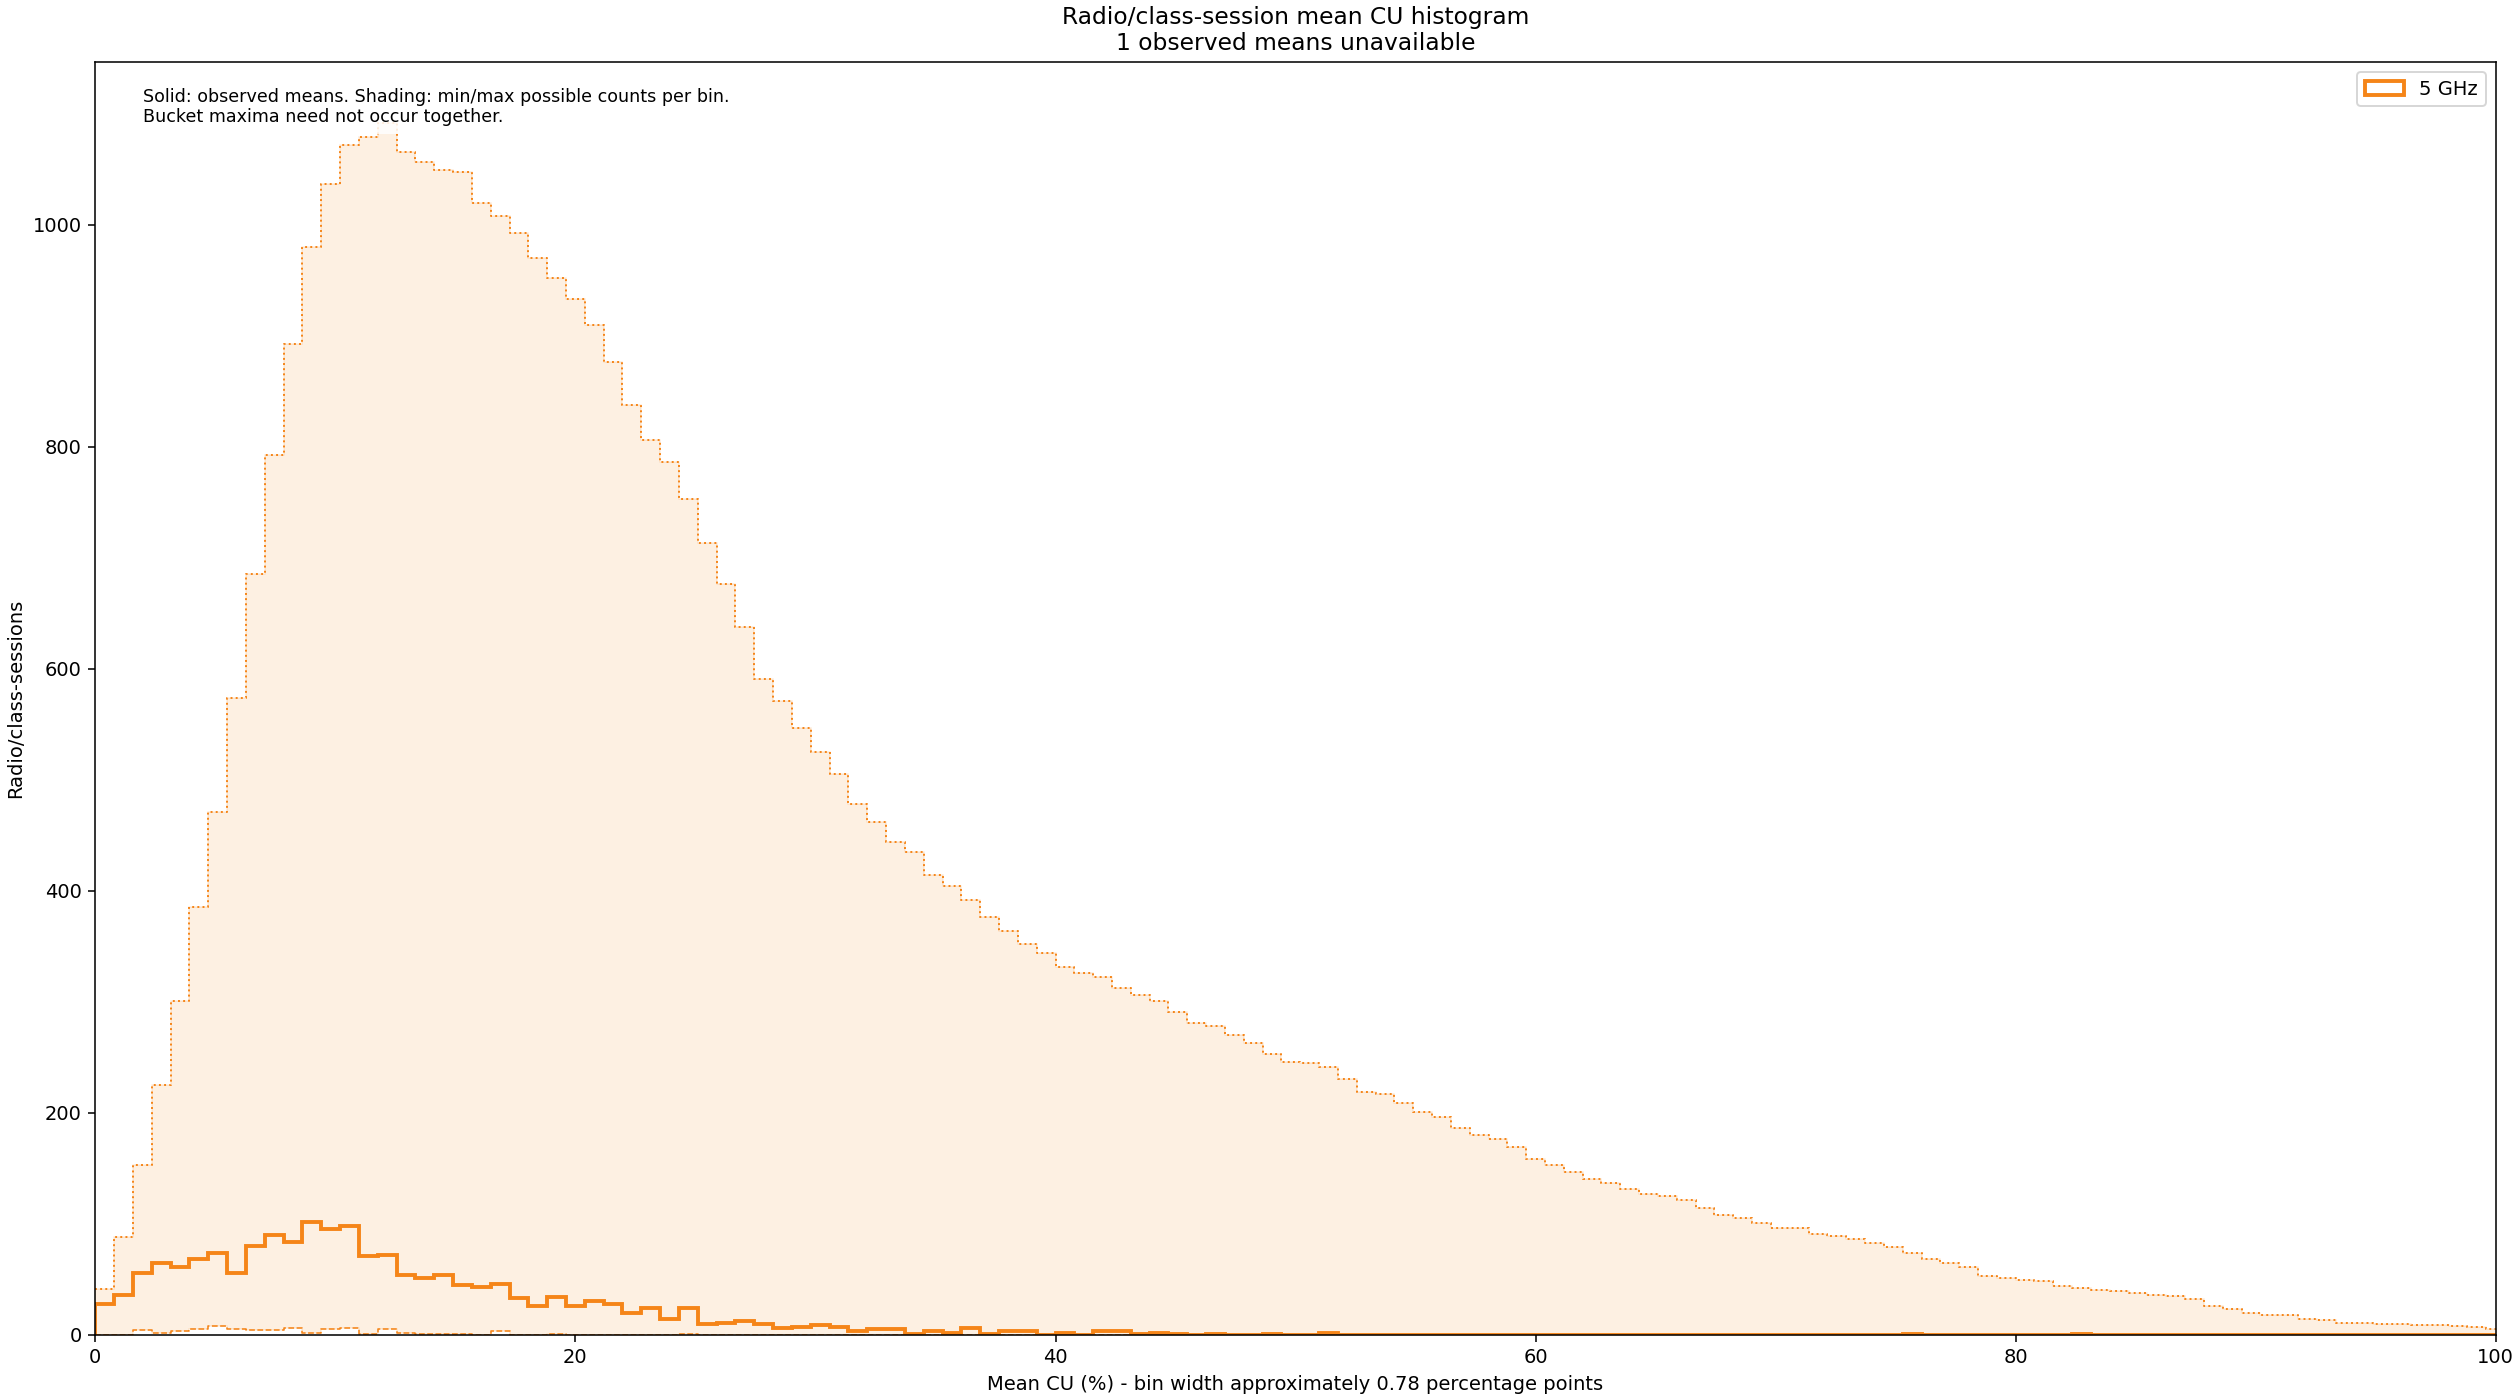 Radio/class-session mean CU histogram
1 observed means unavailable
Solid: observed means. Shading: min/max possible counts per bin.
Bucket maxima need not occur together.
5 GHz
1000
800
600
400
200
0
Radio/class-sessions
0 20 40 60 80 100
Mean CU (%) - bin width approximately 0.78 percentage points